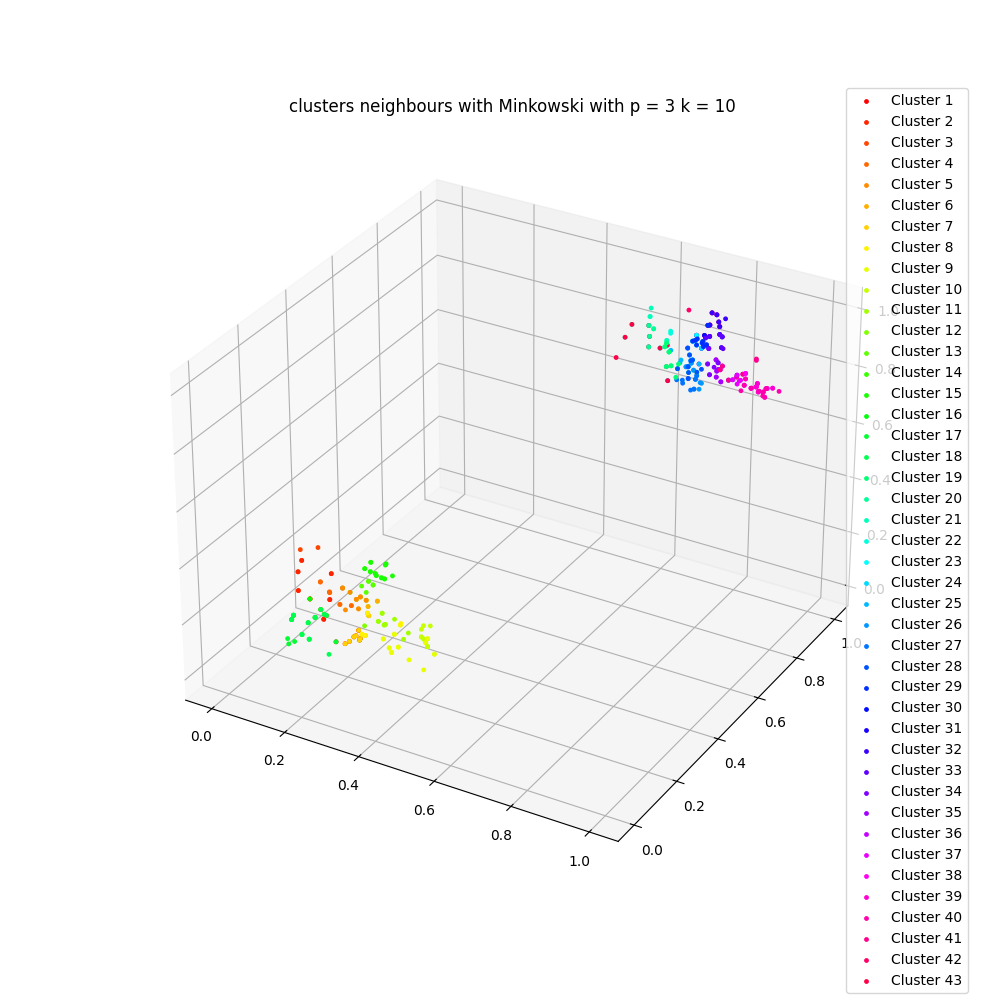 clusters neighbours with Minkowski with p = 3 k = 10
Cluster 1
Cluster 2
Cluster 3
Cluster 4
Cluster 5
Cluster 6
Cluster 7
Cluster 8
Cluster 9
Cluster 10
Cluster 11
Cluster 12
Cluster 13
Cluster 14
Cluster 15
Cluster 16
Cluster 17
Cluster 18
Cluster 19
Cluster 20
Cluster 21
Cluster 22
Cluster 23
Cluster 24
Cluster 25
Cluster 26
Cluster 27
Cluster 28
Cluster 29
Cluster 30
Cluster 31
Cluster 32
Cluster 33
Cluster 34
Cluster 35
Cluster 36
Cluster 37
Cluster 38
Cluster 39
Cluster 40
Cluster 41
Cluster 42
Cluster 43
1.0
0.8
0.6
0.4
0.2
0.0
1.0
0.8
0.6
0.4
0.2
0.0
0.0
0.2
0.4
0.6
0.8
1.0